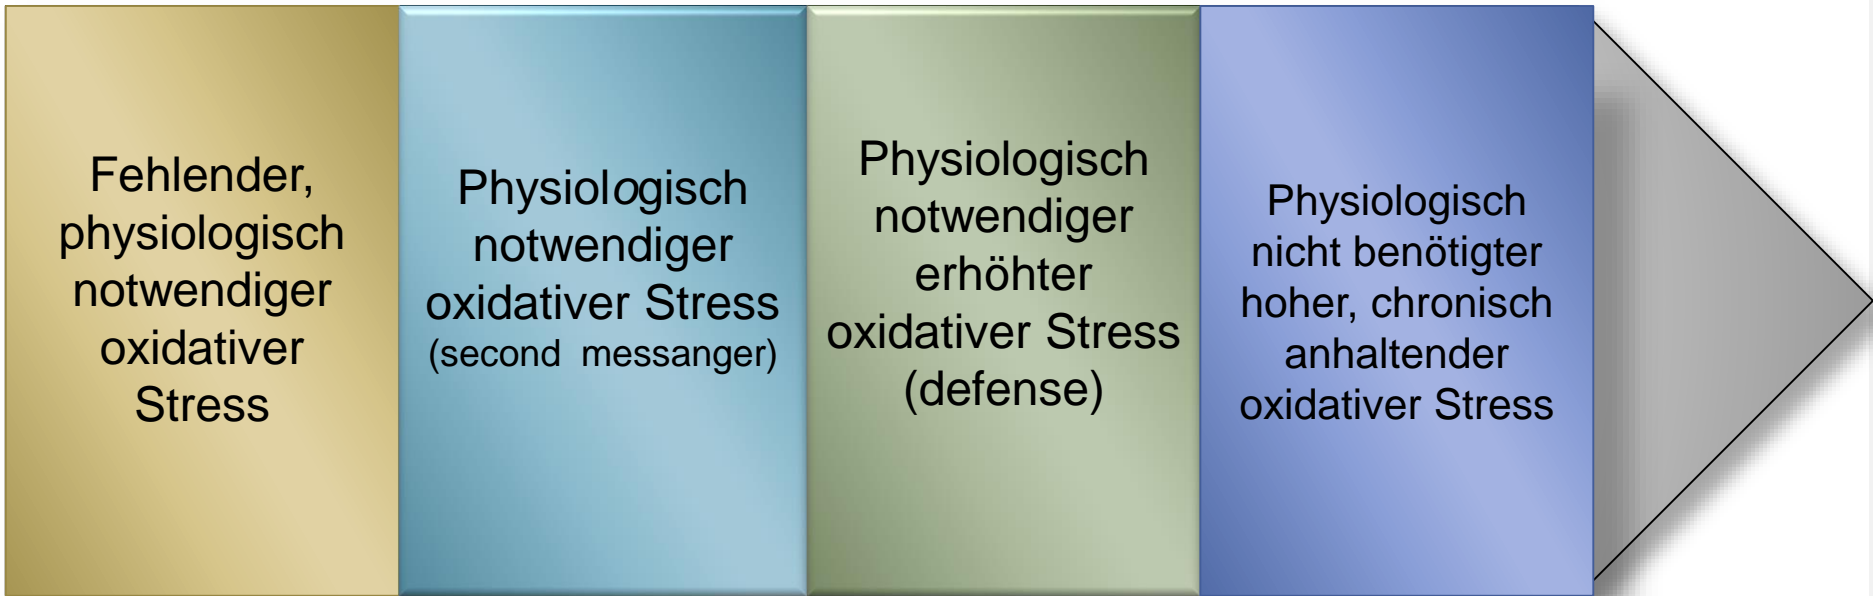 Fehlender,
physiologisch
notwendiger
oxidativer
Stress
Physiologisch
notwendiger
oxidativer Stress
(second messanger)
Physiologisch
notwendiger
erhöhter
oxidativer Stress
(defense)
Physiologisch
nicht benötigter
hoher, chronisch
anhaltender
oxidativer Stress